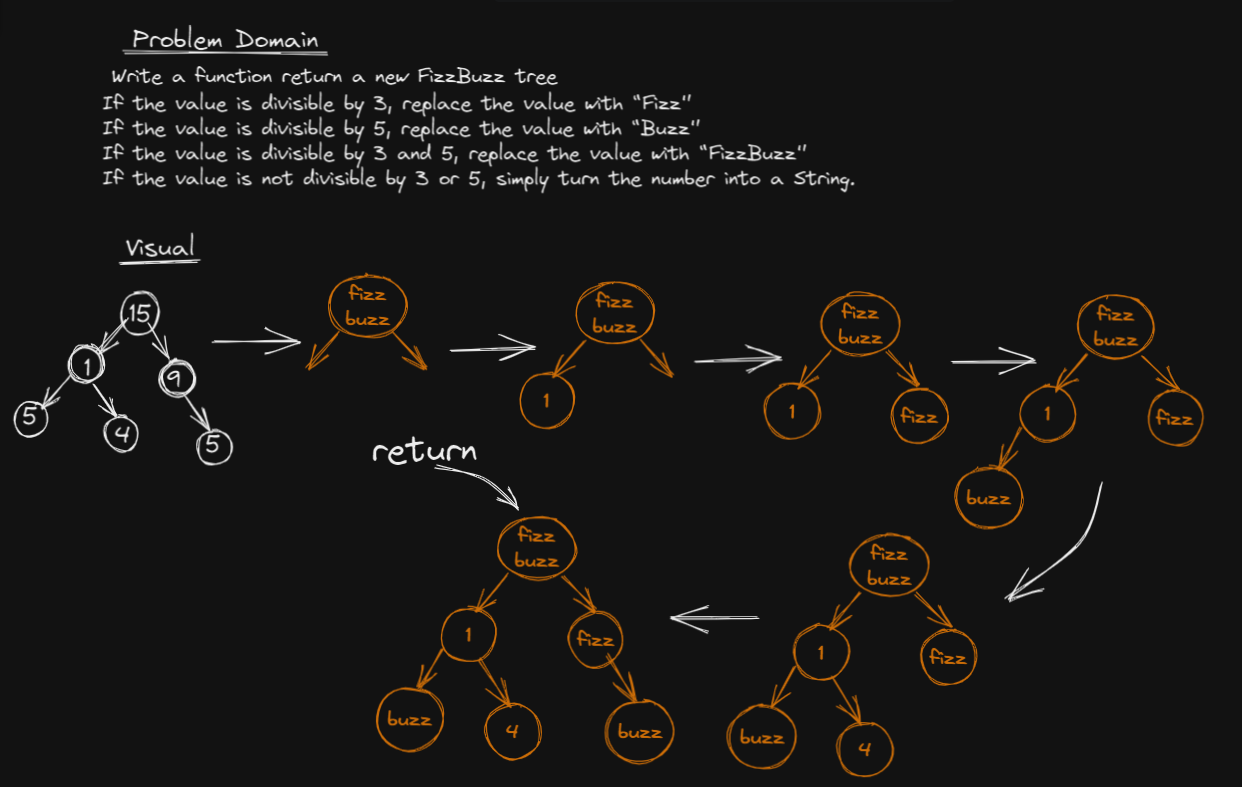 Problem Domain
Write a function return a new FizzBuzz tree
If the value is divisible by 3, replace the value with "Fizz"
If the value is divisible by 5, replace the value with "Buzz"
If the value is divisible by 3 and 5, replace the value with "FizzBuzz"
If the value is not divisible by 3 or 5, simply turn the number into a String.
Visual
15
1
9
5
4
5
fizz
buzz
fizz
buzz
1
fizz
buzz
1
fizz
fizz
buzz
1
fizz
buzz
return
fizz
buzz
1
fizz
buzz
4
buzz
fizz
buzz
1
fizz
buzz
4